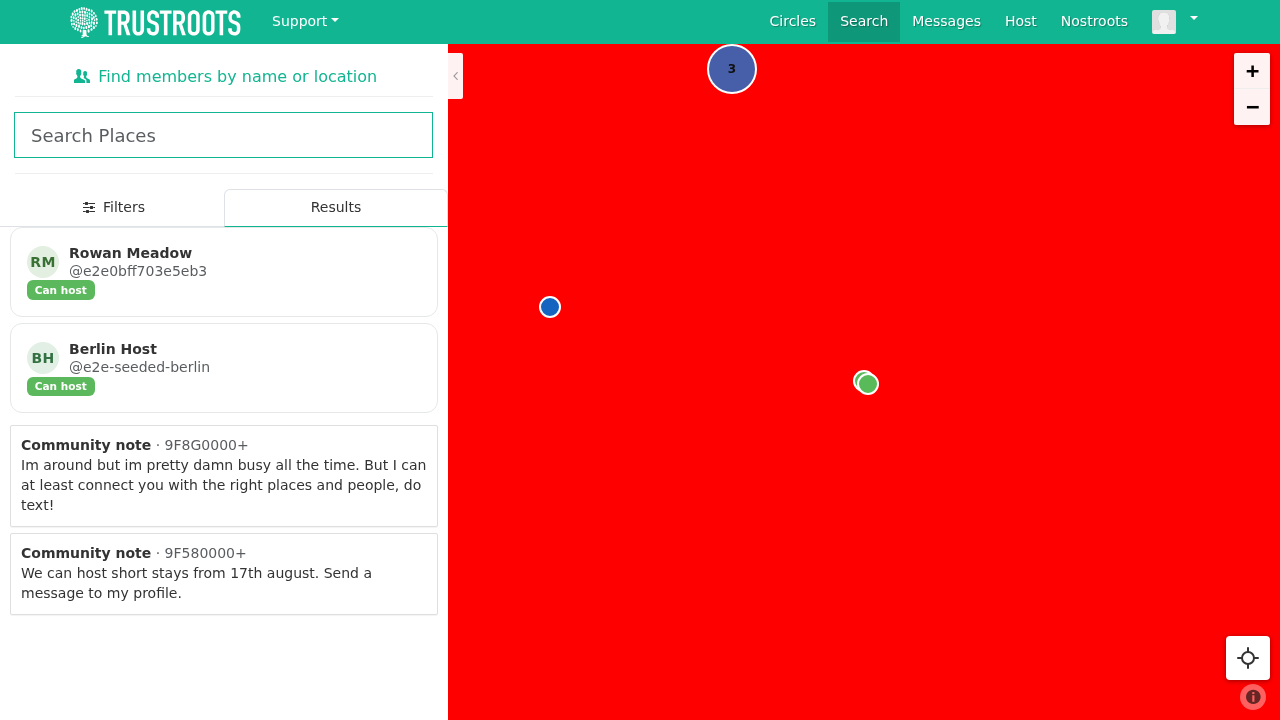 TRUSTROOTS
Support
Circles
Search
Messages
Host
Nostroots
Find members by name or location
3
+
−
Search Places
Filters
Results
RM
Rowan Meadow
@e2e0bff703e5eb3
Can host
BH
Berlin Host
@e2e-seeded-berlin
Can host
Community note · 9F8G0000+
Im around but im pretty damn busy all the time. But I can
at least connect you with the right places and people, do
text!
Community note · 9F580000+
We can host short stays from 17th august. Send a
message to my profile.